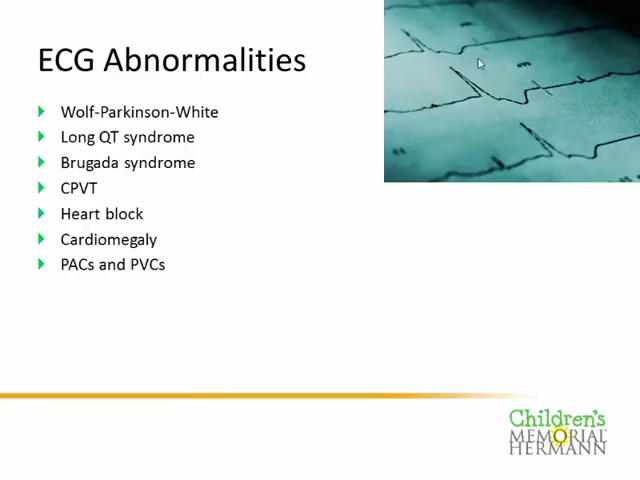 ECG Abnormalities
Wolf-Parkinson-White
Long QT syndrome
Brugada syndrome
CPVT
Heart block
Cardiomegaly
PACs and PVCs
Children's
MEMORIAL
HERMANN